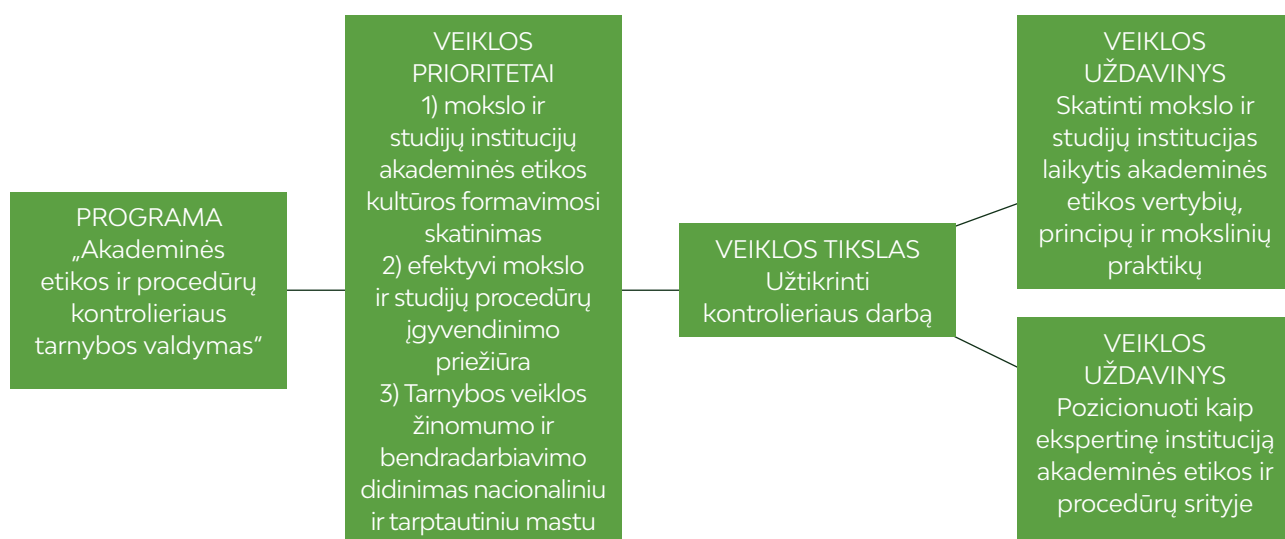 PROGRAMA
„Akademinės
etikos ir procedūrų
kontrolieriaus
tarnybos valdymas“
VEIKLOS
PRIORITETAI
1) mokslo ir
studijų institucijų
akademinės etikos
kultūros formavimosi
skatinimas
2) efektyvi mokslo
ir studijų procedūrų
įgyvendinimo
priežiūra
3) Tarnybos veiklos
žinomumo ir
bendradarbiavimo
didinimas nacionaliniu
ir tarptautiniu mastu
VEIKLOS TIKSLAS
Užtikrinti
kontrolieriaus darbą
VEIKLOS
UŽDAVINYS
Skatinti mokslo ir
studijų institucijas
laikytis akademinės
etikos vertybių,
principų ir mokslinių
praktikų
VEIKLOS
UŽDAVINYS
Pozicionuoti kaip
ekspertinę instituciją
akademinės etikos ir
procedūrų srityje